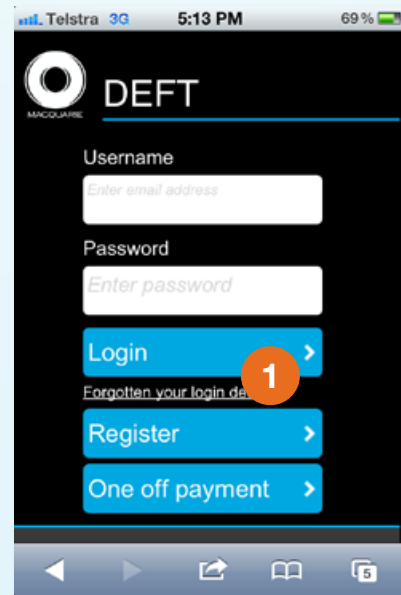 Telstra 3G 5:13 PM 69%
MACQUARIE
DEFT
Username
Enter email address
Password
Enter password
Login
1
Forgotten your login
Register
One off payment
5